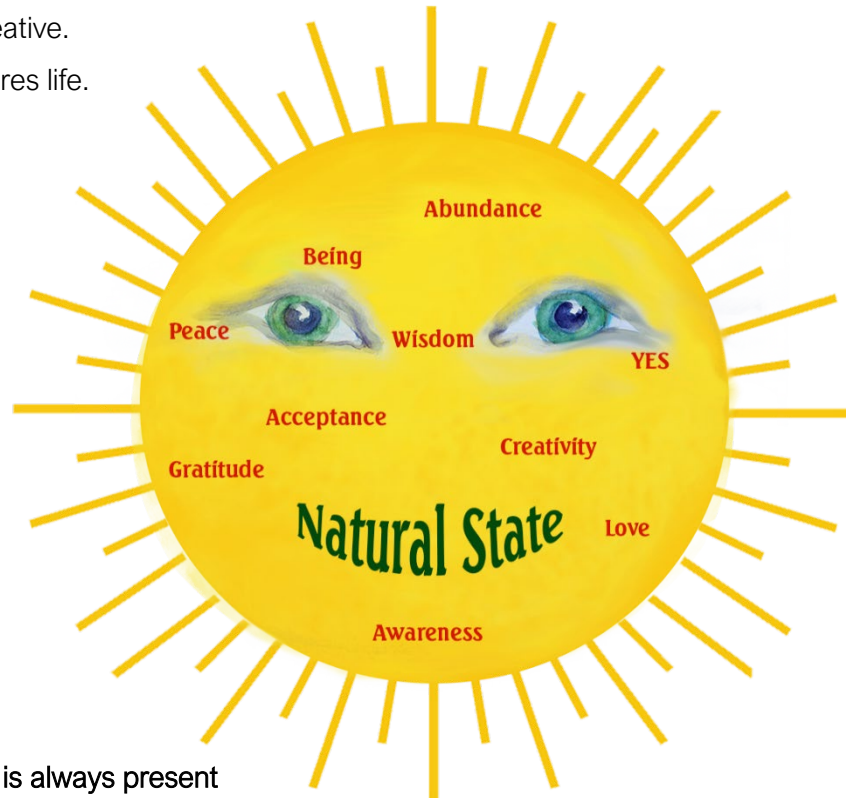 eative.
res life.
Abundance
Being
Peace
Wisdom
YES
Acceptance
Creativity
Gratitude
Natural State
Love
Awareness
is always present